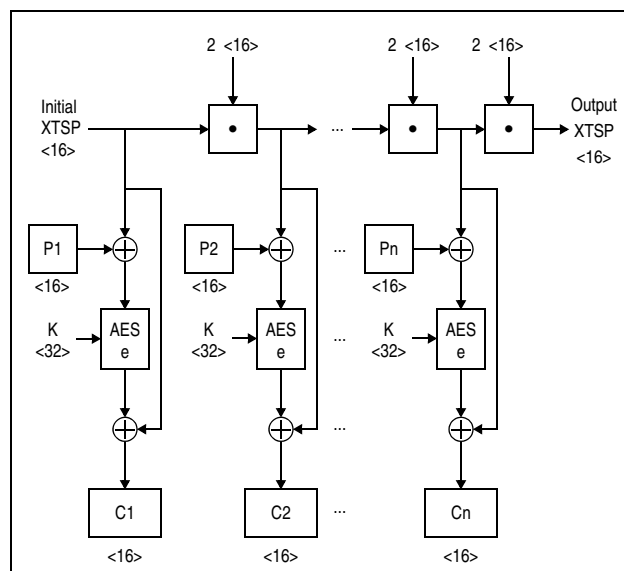 2 <16> 2 <16> 2 <16>
Initial XTSP <16>
• ... • •
Output XTSP <16>
P1 P2 ... Pn
<16> <16> <16>
K <32> AES e K <32> AES e ... K <32> AES e
...
C1 C2 ... Cn
<16> <16> <16>